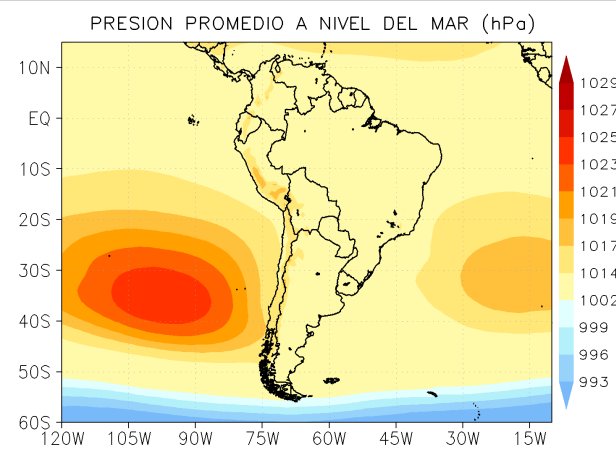 PRESION PROMEDIO A NIVEL DEL MAR (hPa)
10N
EQ
10S
20S
30S
40S
50S
60S
120W 105W 90W 75W 60W 45W 30W 15W
1029
1027
1025
1023
1021
1019
1017
1014
1002
999
996
993